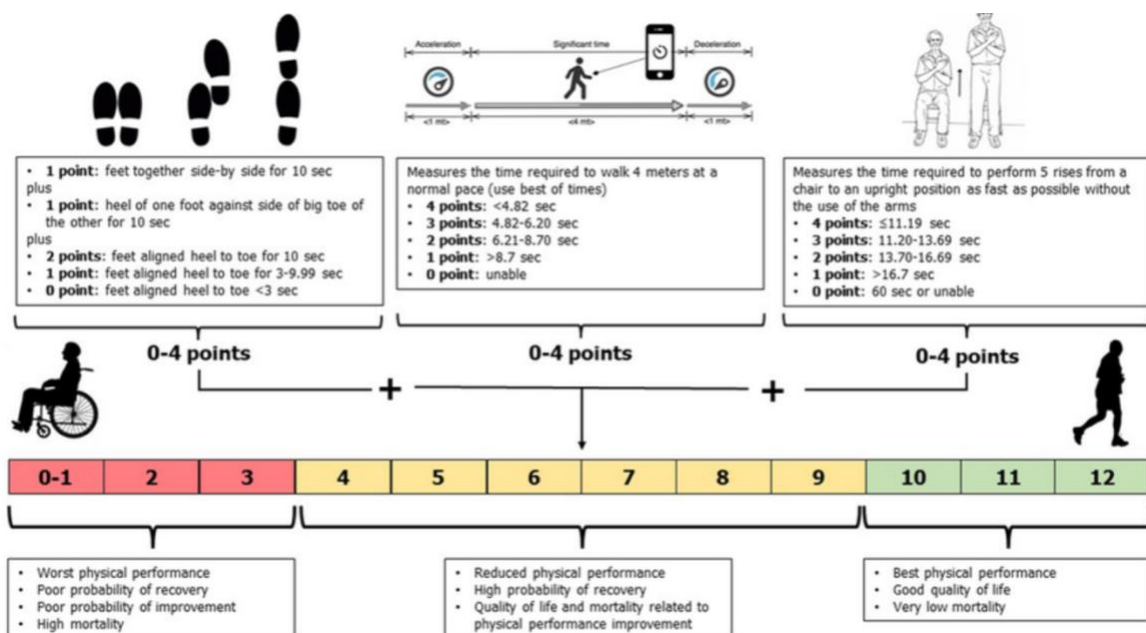 Acceleration
Significant time
Deceleration
<1 mt>
<4 mt>
<1 mt>
• 1 point: feet together side-by side for 10 sec
plus
• 1 point: heel of one foot against side of big toe of
the other for 10 sec
plus
• 2 points: feet aligned heel to toe for 10 sec
• 1 point: feet aligned heel to toe for 3-9.99 sec
• 0 point: feet aligned heel to toe <3 sec
Measures the time required to walk 4 meters at a
normal pace (use best of times)
• 4 points: <4.82 sec
• 3 points: 4.82-6.20 sec
• 2 points: 6.21-8.70 sec
• 1 point: >8.7 sec
• 0 point: unable
Measures the time required to perform 5 rises from a
chair to an upright position as fast as possible without
the use of the arms
• 4 points: ≤11.19 sec
• 3 points: 11.20-13.69 sec
• 2 points: 13.70-16.69 sec
• 1 point: >16.7 sec
• 0 point: 60 sec or unable
0-4 points
0-4 points
0-4 points
+
+
0-1 2 3 4 5 6 7 8 9 10 11 12
• Worst physical performance
• Poor probability of recovery
• Poor probability of improvement
• High mortality
• Reduced physical performance
• High probability of recovery
• Quality of life and mortality related to
physical performance improvement
• Best physical performance
• Good quality of life
• Very low mortality